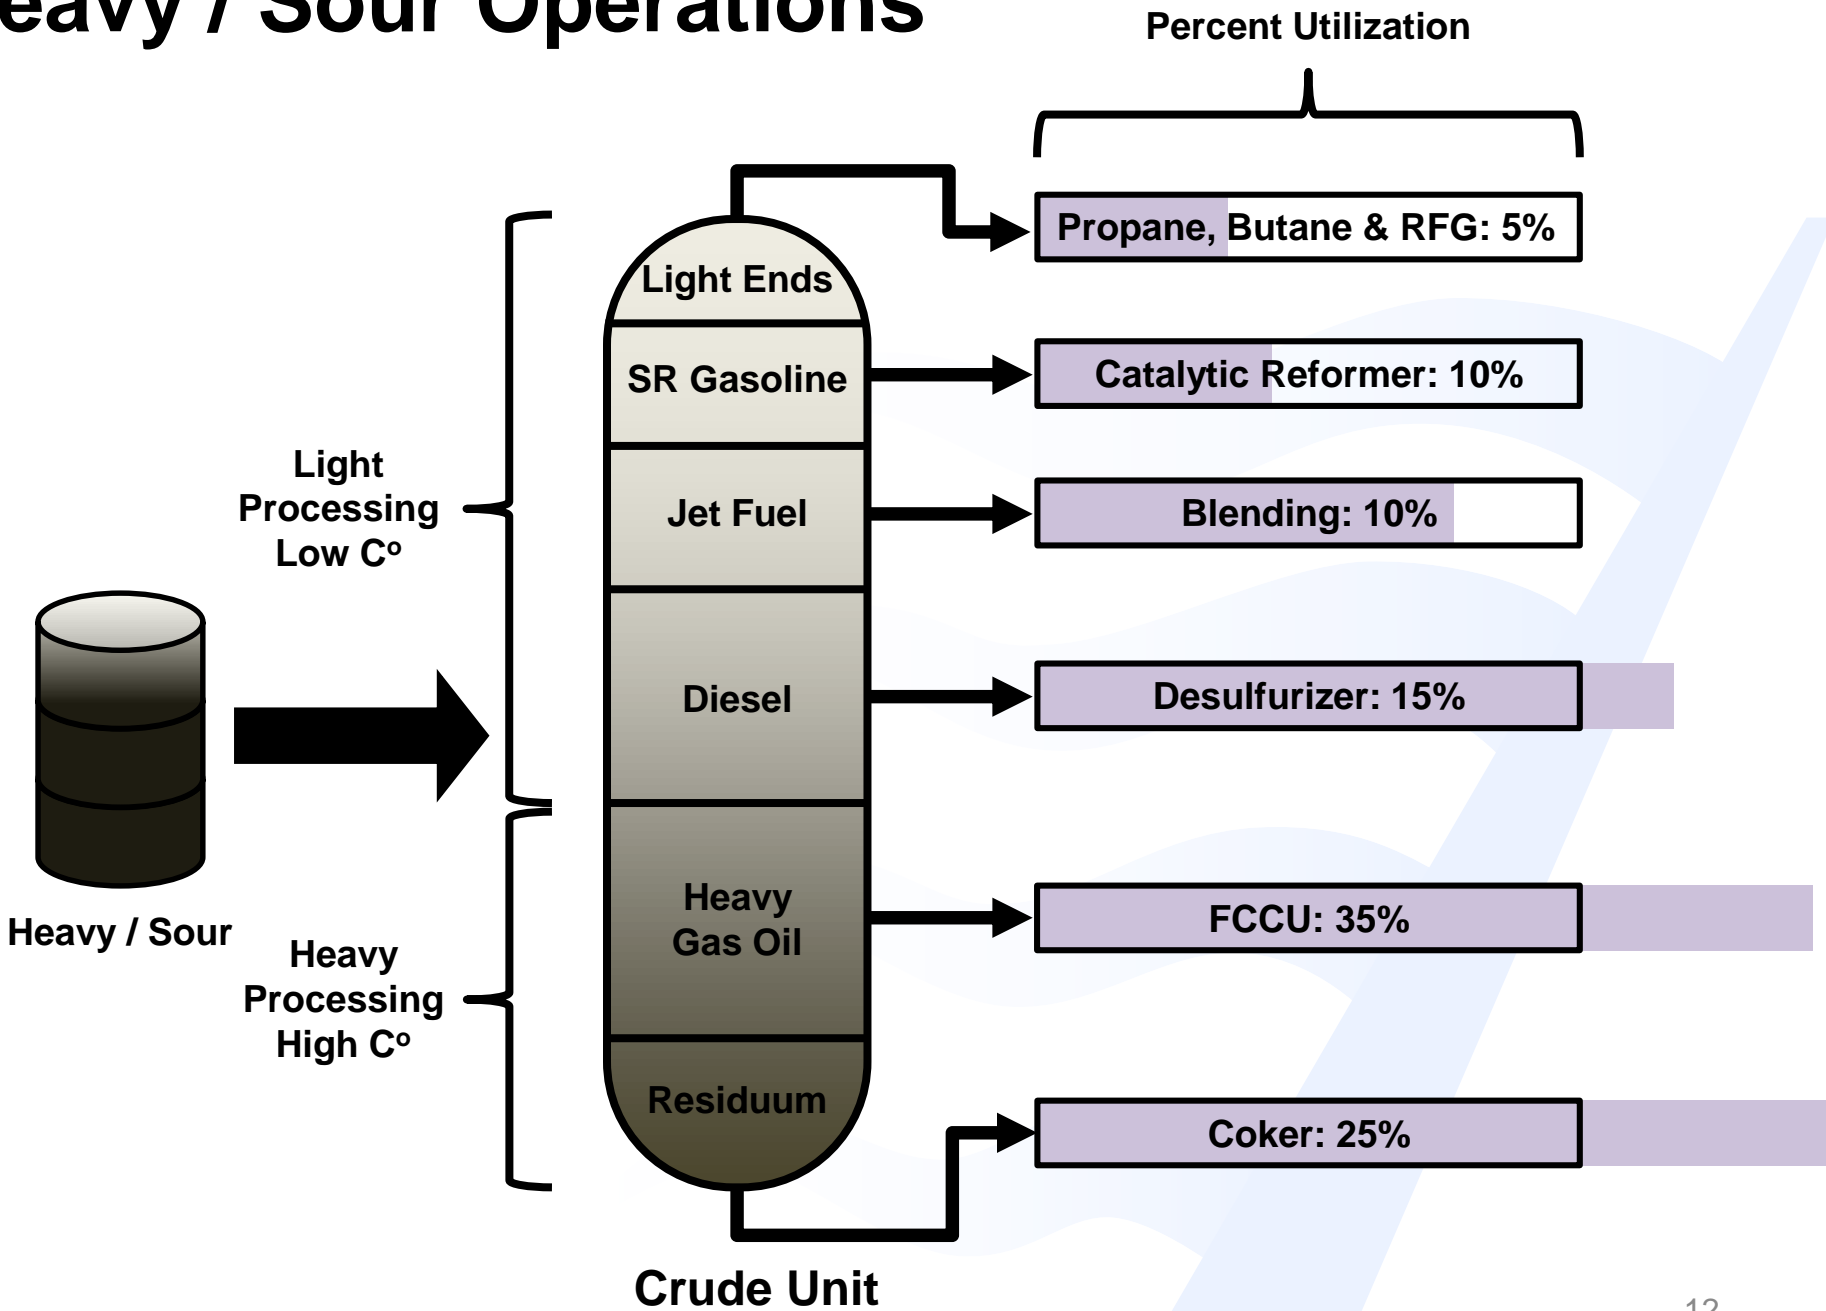 eavy / Sour Operations
Percent Utilization
Propane, Butane & RFG: 5%
Light Ends
SR Gasoline
Catalytic Reformer: 10%
Light
Processing
Low Cº
Jet Fuel
Blending: 10%
Diesel
Desulfurizer: 15%
Heavy / Sour
Heavy
Processing
High Cº
Heavy
Gas Oil
FCCU: 35%
Residuum
Coker: 25%
Crude Unit
12